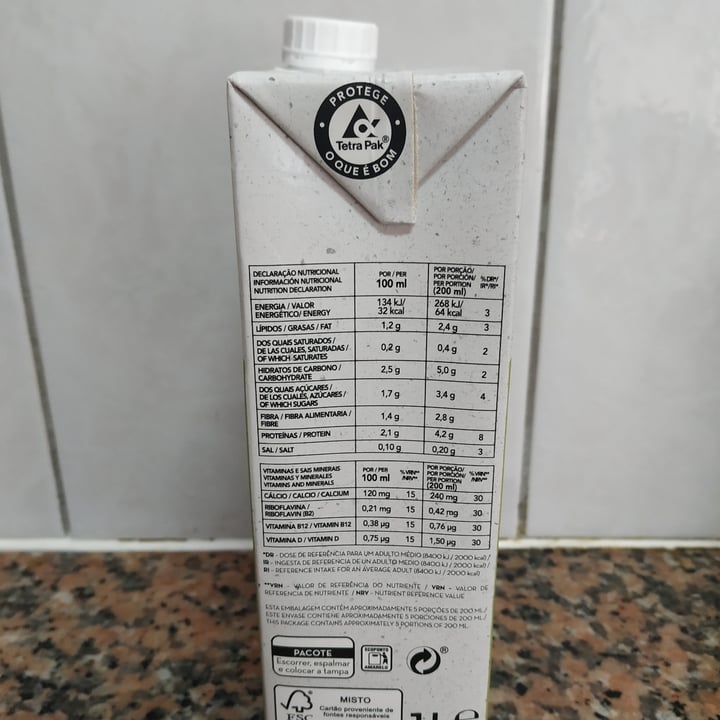 PROTEGE
Tetra Pak®
O QUE É BOM
DECLARAÇÃO NUTRICIONAL
INFORMACIÓN NUTRICIONAL
NUTRITION DECLARATION
POR / PER
100 ml
POR PORÇÃO/
POR PORCIÓN/
PER PORTION
(200 ml)
%DR*/
IR*/RI*
ENERGIA / VALOR
ENERGÉTICO/ ENERGY
134 kJ/
32 kcal
268 kJ/
64 kcal
3
LÍPIDOS / GRASAS / FAT
1,2 g
2,4 g
3
DOS QUAIS SATURADOS /
DE LAS CUALES, SATURADAS /
OF WHICH SATURATES
0,2 g
0,4 g
2
HIDRATOS DE CARBONO /
CARBOHYDRATE
2,5 g
5,0 g
2
DOS QUAIS AÇÚCARES /
DE LOS CUALES, AZÚCARES /
OF WHICH SUGARS
1,7 g
3,4 g
4
FIBRA / FIBRA ALIMENTARIA /
FIBRE
1,4 g
2,8 g
PROTEÍNAS / PROTEIN
2,1 g
4,2 g
8
SAL / SALT
0,10 g
0,20 g
3
VITAMINAS E SAIS MINERAIS
VITAMINAS Y MINERALES
VITAMINS AND MINERALS
POR / PER
100 ml
%VRN**
/NRV**
POR PORÇÃO/
POR PORCIÓN/
PER PORTION
(200 ml)
%VRN**
/NRV**
CÁLCIO / CALCIO / CALCIUM
120 mg
15
240 mg
30
RIBOFLAVINA /
RIBOFLAVIN (B2)
0,21 mg
15
0,42 mg
30
VITAMINA B12 / VITAMIN B12
0,38 µg
15
0,76 µg
30
VITAMINA D / VITAMIN D
0,75 µg
15
1,50 µg
30
*DR - DOSE DE REFERÊNCIA PARA UM ADULTO MÉDIO (8400 kJ / 2000 kcal) /
IR - INGESTA DE REFERENCIA DE UN ADULTO MEDIO (8400 kJ / 2000 kcal) /
RI - REFERENCE INTAKE FOR AN AVERAGE ADULT (8400 kJ / 2000 kcal)
**VRN - VALOR DE REFERÊNCIA DO NUTRIENTE / VRN - VALOR DE
REFERENCIA DE NUTRIENTE / NRV - NUTRIENT REFERENCE VALUE
ESTA EMBALAGEM CONTÉM APROXIMADAMENTE 5 PORÇÕES DE 200 ML /
ESTE ENVASE CONTIENE APROXIMADAMENTE 5 PORCIONES DE 200 ML /
THIS PACKAGE CONTAINS APPROXIMATELY 5 PORTIONS OF 200 ML
PACOTE
Escorrer, espalmar
e colocar a tampa
ECOPONTO
AMARELO
®
FSC
MISTO
Cartão proveniente de
fontes responsáveis
1L e